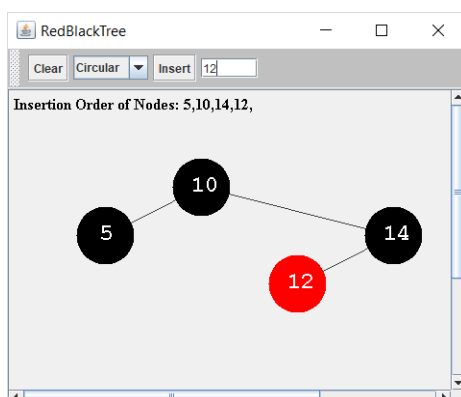 RedBlackTree
Clear Circular Insert 12
Insertion Order of Nodes: 5,10,14,12,
10
5 14
12